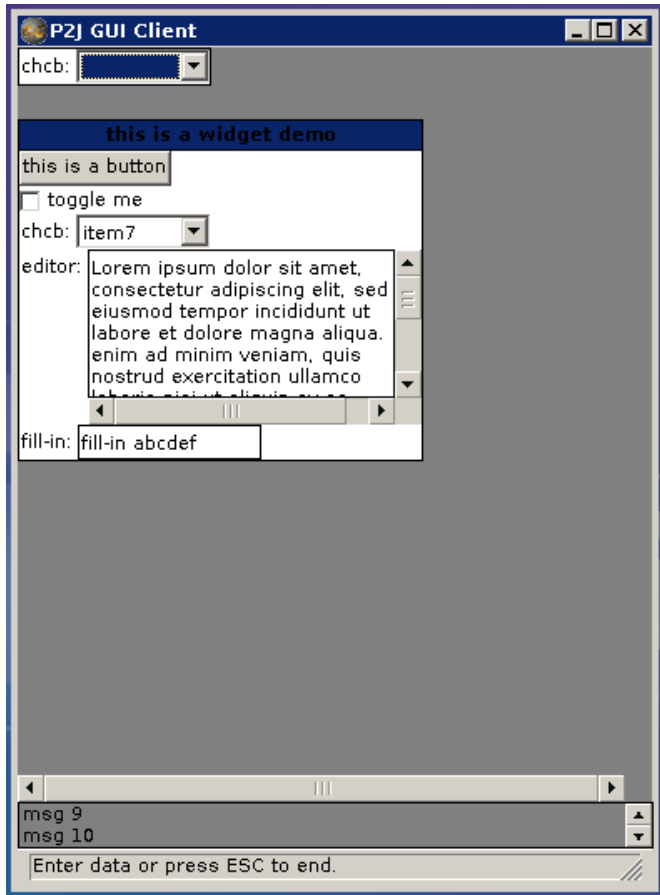 P2J GUI Client
chcb:
this is a widget demo
this is a button
toggle me
chcb: item7
editor: Lorem ipsum dolor sit amet,
consectetur adipiscing elit, sed
eiusmod tempor incididunt ut
labore et dolore magna aliqua.
enim ad minim veniam, quis
nostrud exercitation ullamco
fill-in: fill-in abcdef
msg 9
msg 10
Enter data or press ESC to end.